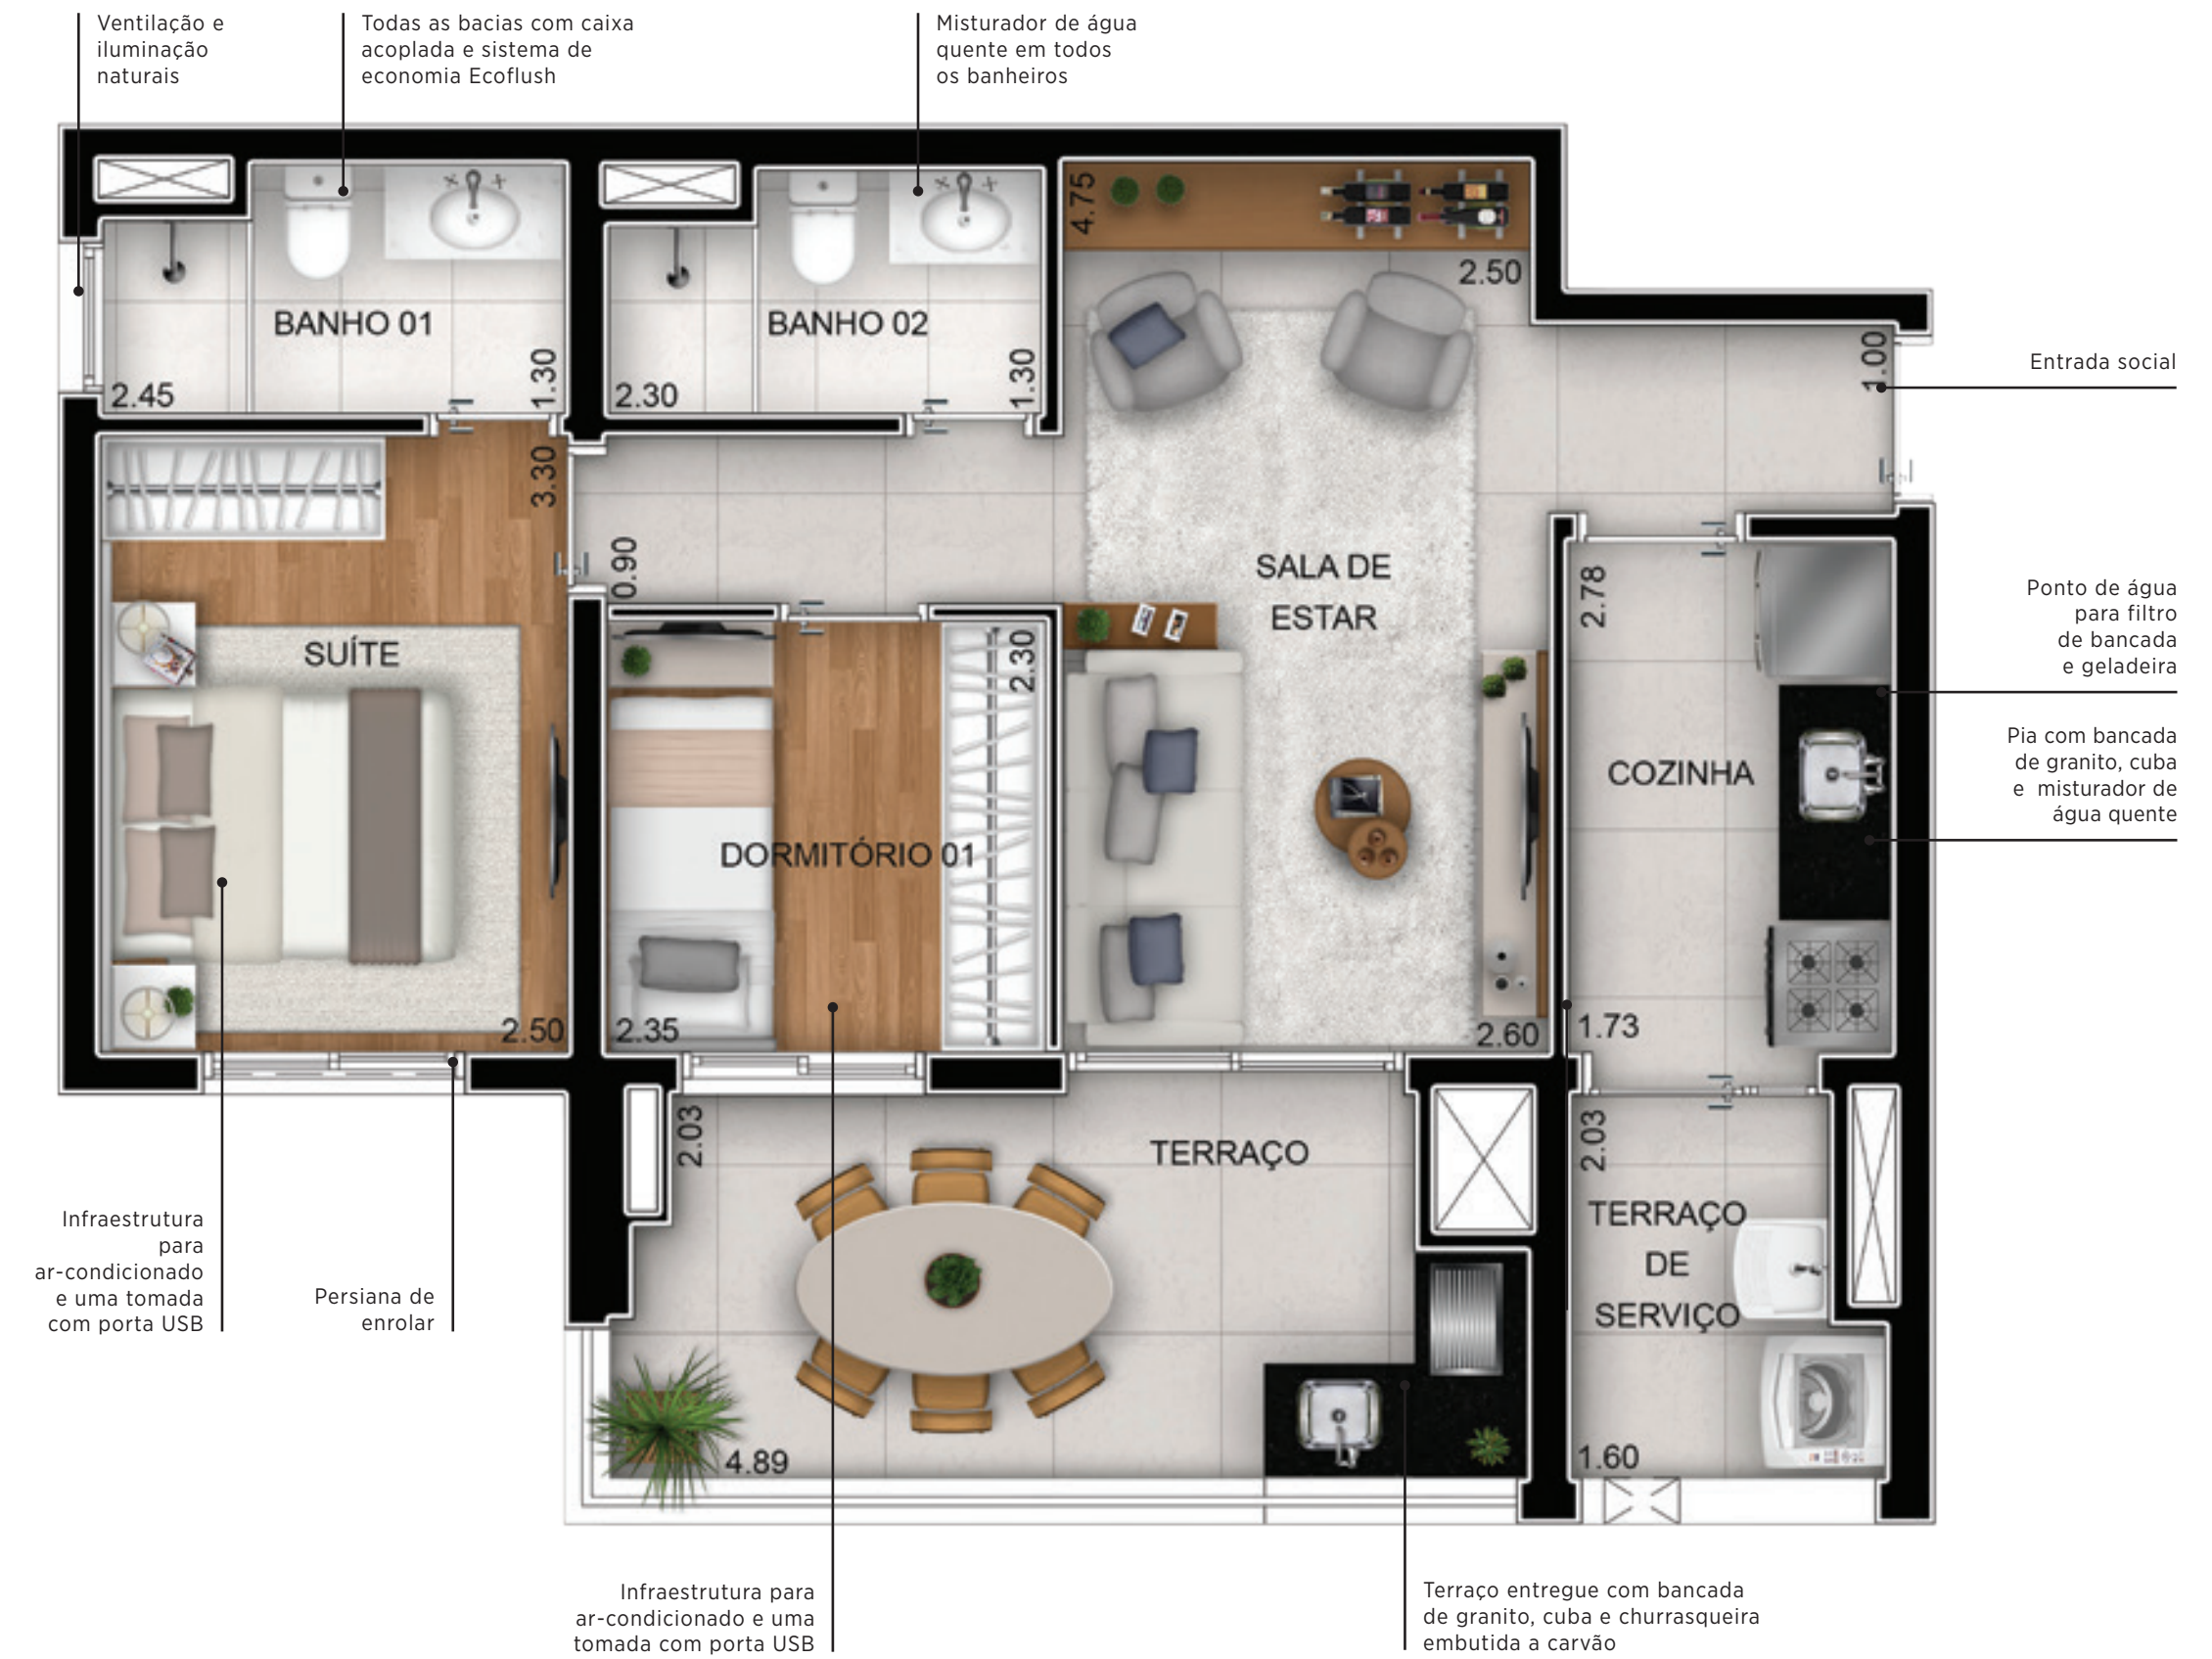 Ventilação e
iluminação
naturais
Todas as bacias com caixa
acoplada e sistema de
economia Ecoflush
Misturador de água
quente em todos
os banheiros
4.75
2.50
BANHO 01
2.45
1.30
BANHO 02
2.30
1.30
1.00
Entrada social
3.30
0.90
SUÍTE
2.50
2.30
DORMITÓRIO 01
2.35
SALA DE
ESTAR
2.60
2.78
COZINHA
1.73
Ponto de água
para filtro
de bancada
e geladeira
Pia com bancada
de granito, cuba
e misturador de
água quente
2.03
TERRAÇO
4.89
2.03
TERRAÇO
DE
SERVIÇO
1.60
Infraestrutura
para
ar-condicionado
e uma tomada
com porta USB
Persiana de
enrolar
Infraestrutura para
ar-condicionado e uma
tomada com porta USB
Terraço entregue com bancada
de granito, cuba e churrasqueira
embutida a carvão